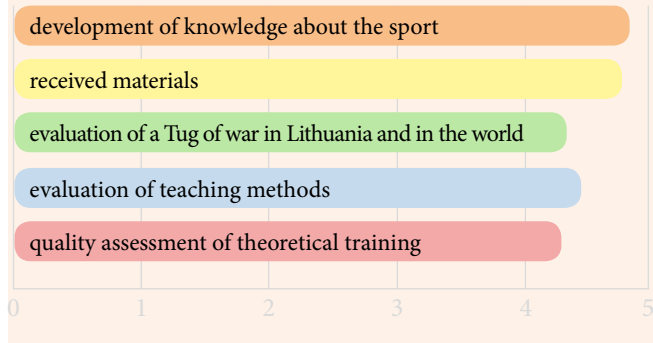 development of knowledge about the sport
received materials
evaluation of a Tug of war in Lithuania and in the world
evaluation of teaching methods
quality assessment of theoretical training
0 1 2 3 4 5